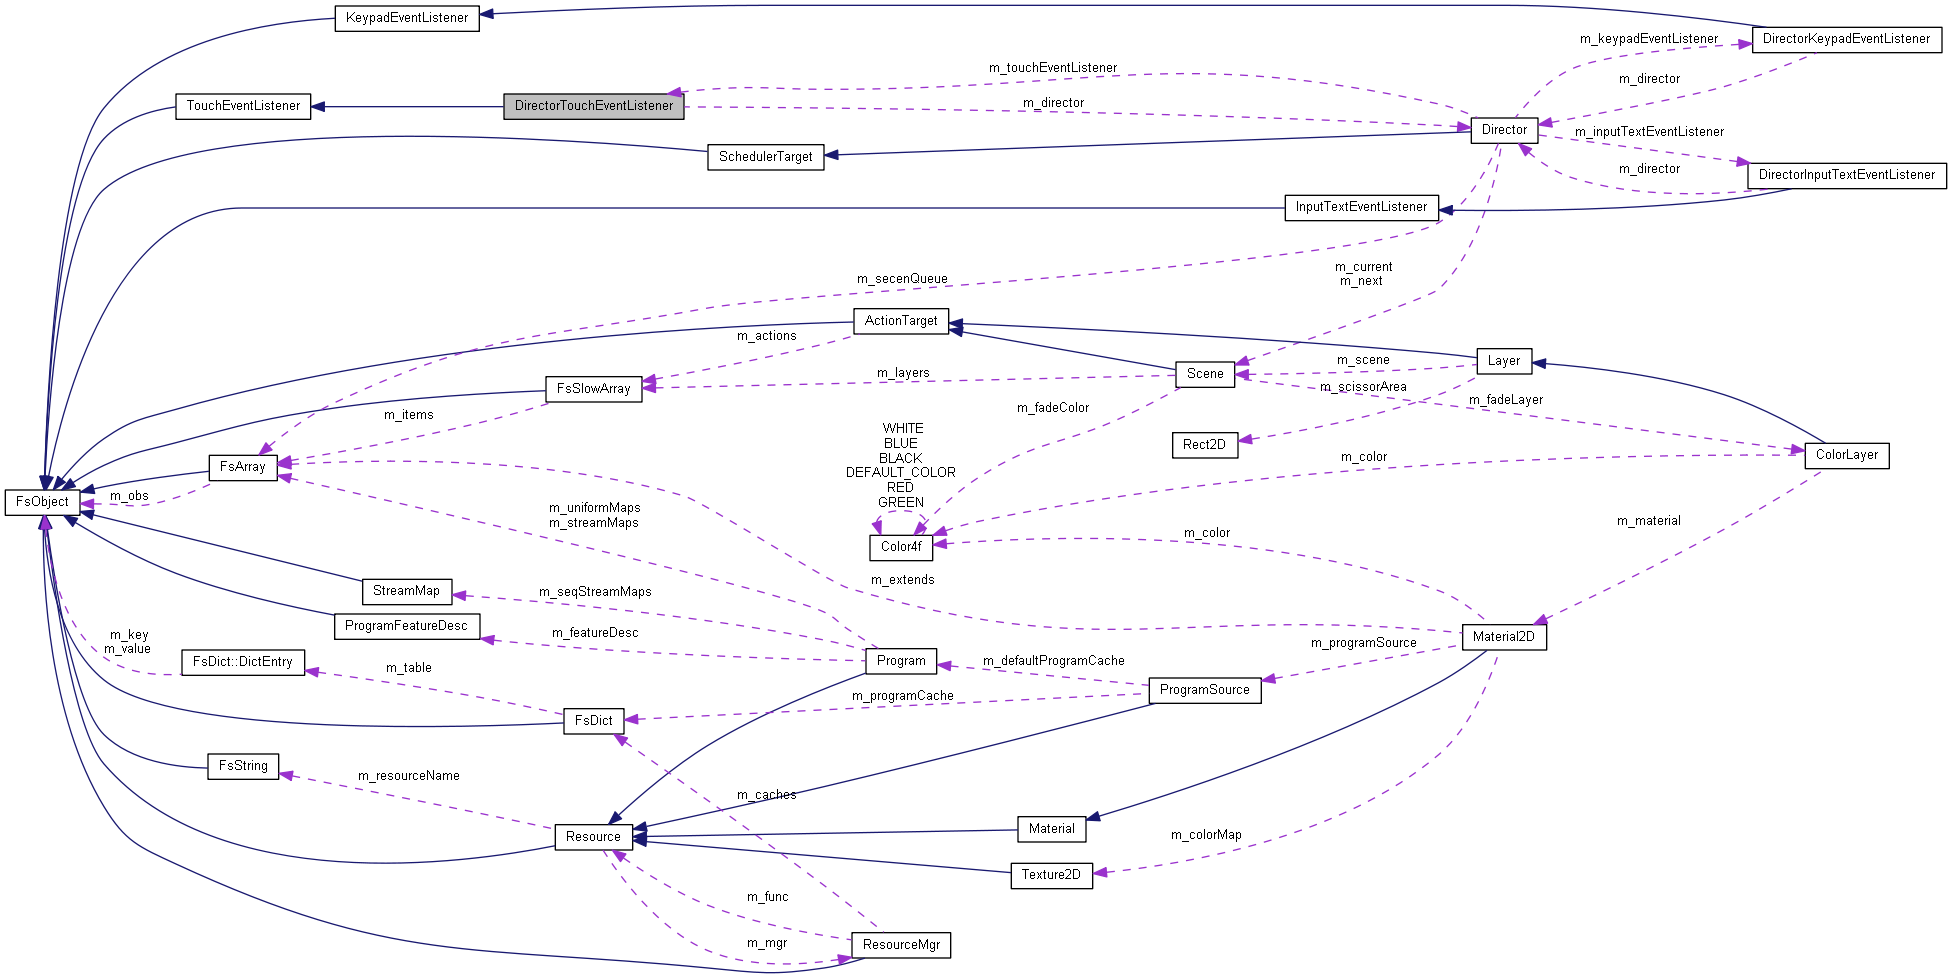 KeypadEventListener
DirectorKeypadEventListener
m_keypadEventListener
m_touchEventListener
m_director
TouchEventListener
DirectorTouchEventListener
m_director
Director
m_inputTextEventListener
SchedulerTarget
m_director
DirectorInputTextEventListener
InputTextEventListener
m_secenQueue
m_current
m_next
ActionTarget
m_actions
Layer
m_scene
Scene
m_layers
FsSlowArray
m_scissorArea
m_fadeLayer
m_items
m_fadeColor
WHITE
BLUE
BLACK
DEFAULT_COLOR
RED
GREEN
Rect2D
ColorLayer
m_color
FsArray
m_obs
FsObject
m_uniformMaps
m_streamMaps
m_material
m_color
Color4f
m_extends
StreamMap
m_seqStreamMaps
ProgramFeatureDesc
m_featureDesc
m_key
m_value
Material2D
m_programSource
FsDict::DictEntry
m_table
Program
m_defaultProgramCache
ProgramSource
m_programCache
FsDict
FsString
m_resourceName
m_caches
Resource
Material
m_colorMap
Texture2D
m_func
m_mgr
ResourceMgr